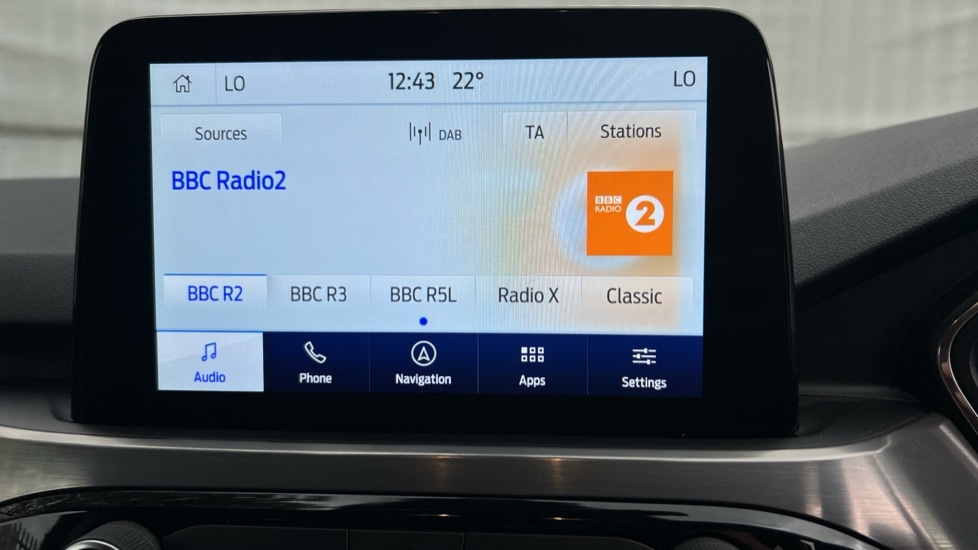 LO 12:43 22° LO
Sources DAB TA Stations
BBC Radio2
BBC
RADIO 2
BBC R2 BBC R3 BBC R5L Radio X Classic
Audio Phone Navigation Apps Settings